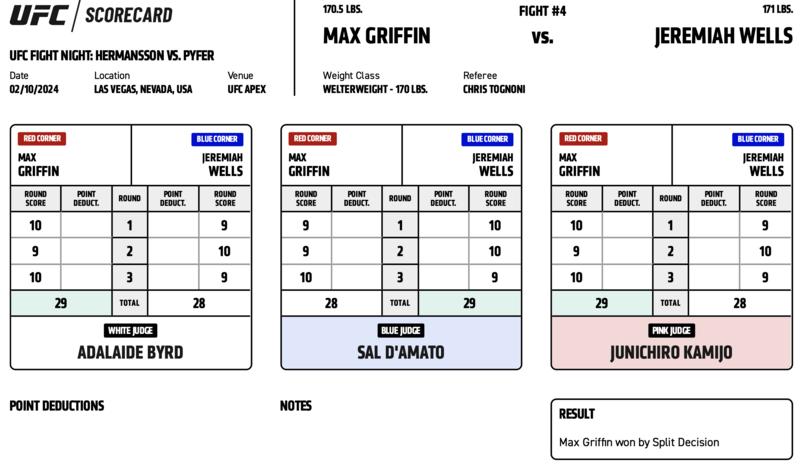 UFC SCORECARD
UFC FIGHT NIGHT: HERMANSSON VS. PYFER
Date Location Venue
02/10/2024 LAS VEGAS, NEVADA, USA UFC APEX
170.5 LBS. FIGHT #4 171 LBS.
MAX GRIFFIN VS. JEREMIAH WELLS
Weight Class Referee
WELTERWEIGHT - 170 LBS. CHRIS TOGNONI
RED CORNER BLUE CORNER
MAX JEREMIAH
GRIFFIN WELLS
ROUND POINT ROUND POINT ROUND
SCORE DEDUCT. DEDUCT. SCORE
10 1 9
9 2 10
10 3 9
29 TOTAL 28
WHITE JUDGE
ADALAIDE BYRD
RED CORNER BLUE CORNER
MAX JEREMIAH
GRIFFIN WELLS
ROUND POINT ROUND POINT ROUND
SCORE DEDUCT. DEDUCT. SCORE
9 1 10
9 2 10
10 3 9
28 TOTAL 29
BLUE JUDGE
SAL D'AMATO
RED CORNER BLUE CORNER
MAX JEREMIAH
GRIFFIN WELLS
ROUND POINT ROUND POINT ROUND
SCORE DEDUCT. DEDUCT. SCORE
10 1 9
9 2 10
10 3 9
29 TOTAL 28
PINK JUDGE
JUNICHIRO KAMIJO
POINT DEDUCTIONS
NOTES
RESULT
Max Griffin won by Split Decision